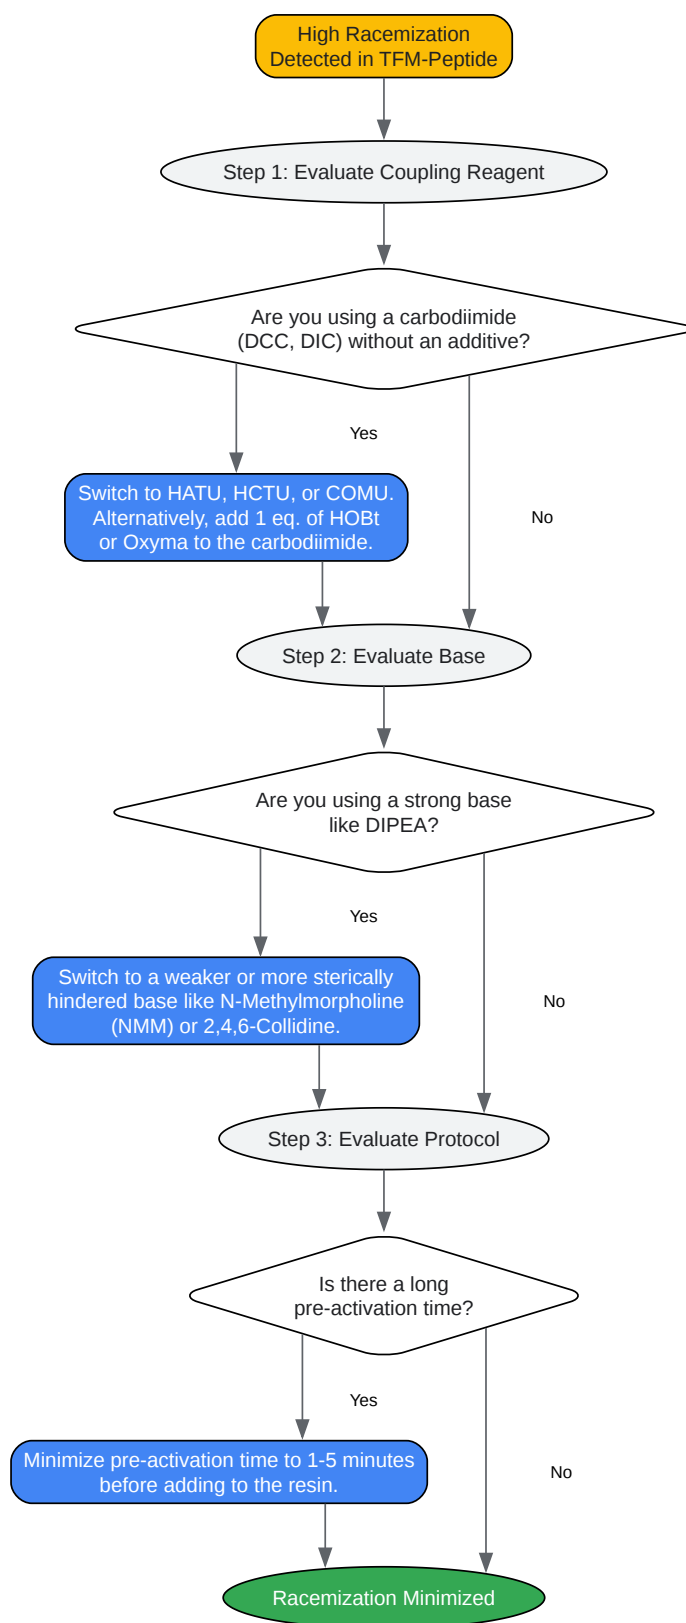 High Racemization
Detected in TFM-Peptide
Step 1: Evaluate Coupling Reagent
Are you using a carbodiimide
(DCC, DIC) without an additive?
Yes
Switch to HATU, HCTU, or COMU.
Alternatively, add 1 eq. of HOBt
or Oxyma to the carbodiimide.
No
Step 2: Evaluate Base
Are you using a strong base
like DIPEA?
Yes
Switch to a weaker or more sterically
hindered base like N-Methylmorpholine
(NMM) or 2,4,6-Collidine.
No
Step 3: Evaluate Protocol
Is there a long
pre-activation time?
Yes
Minimize pre-activation time to 1-5 minutes
before adding to the resin.
No
Racemization Minimized